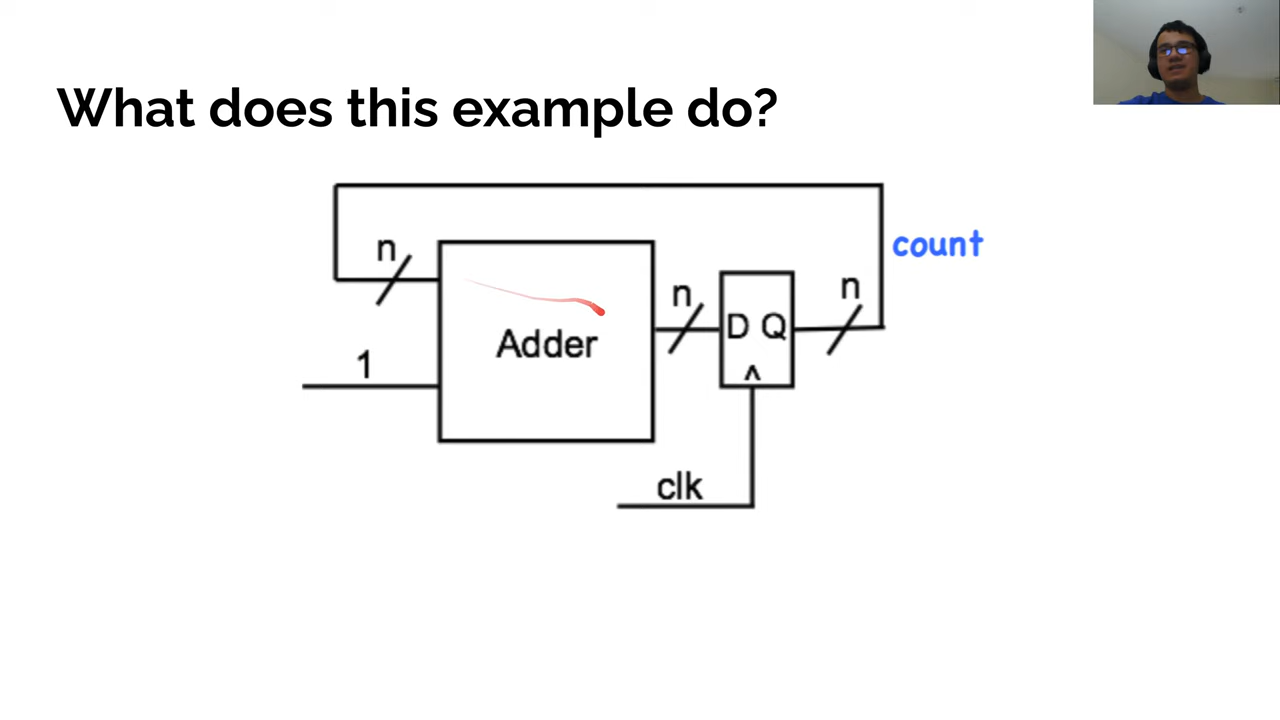 What does this example do?
n
count
n
n
1
Adder
D Q
^
clk